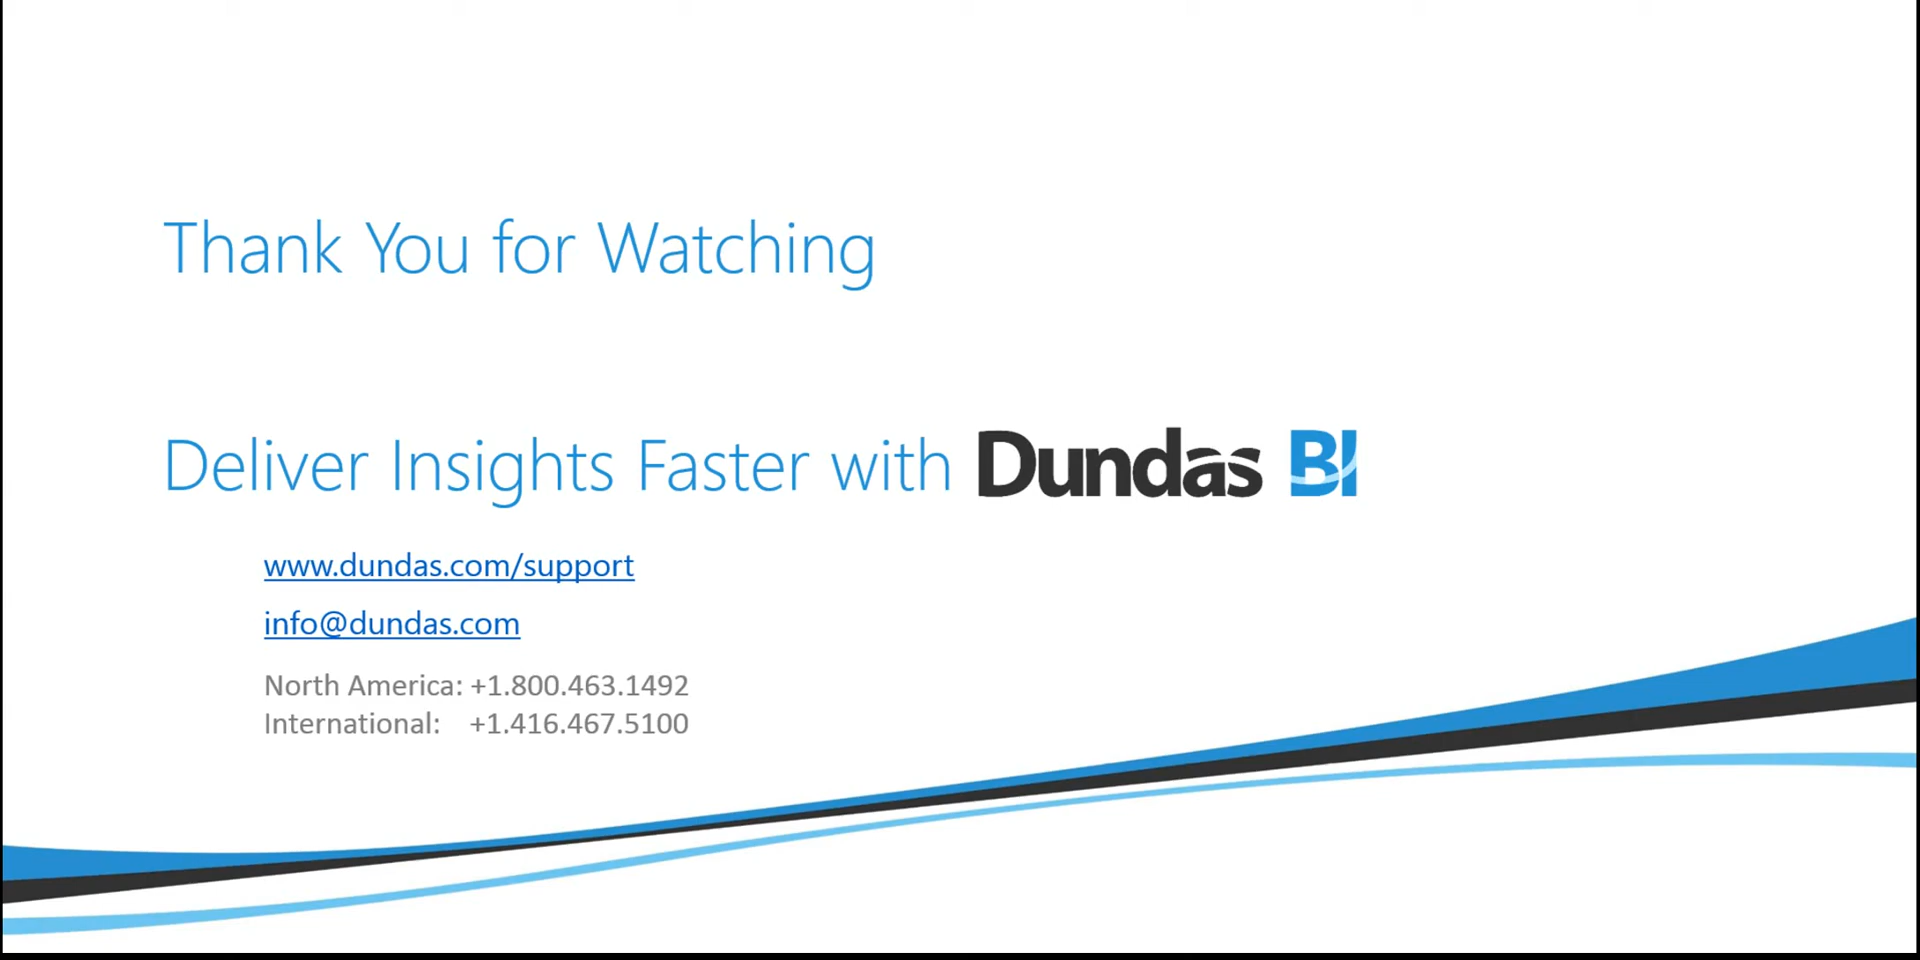 Thank You for Watching
Deliver Insights Faster with Dundas BI
www.dundas.com/support
info@dundas.com
North America: +1.800.463.1492
International: +1.416.467.5100